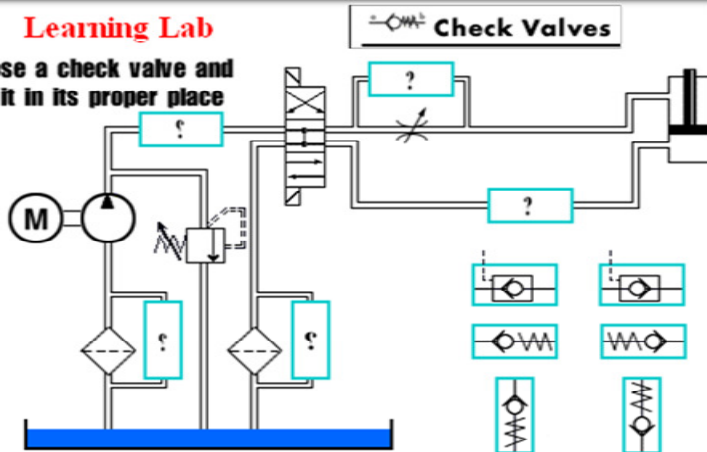 Learning Lab
Check Valves
se a check valve and
it in its proper place
?
?
?
M
?
?